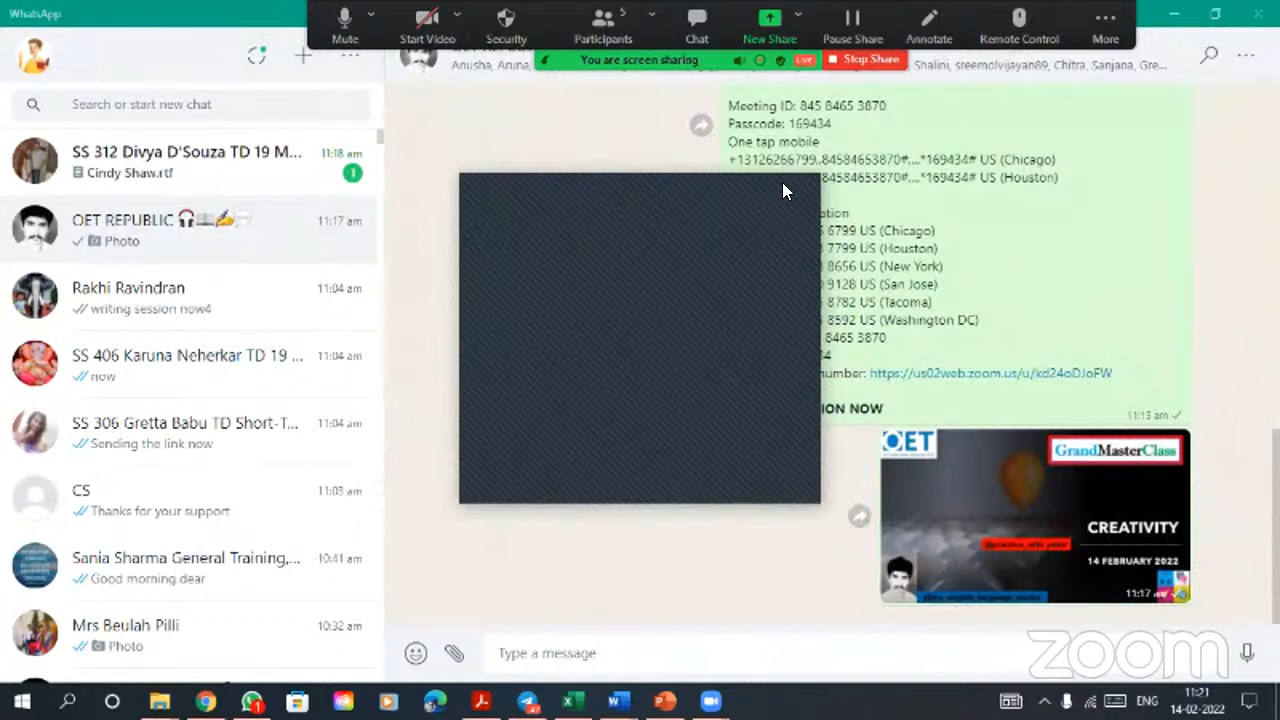 WhatsApp
Mute
Start Video
Security
Participants
5
Chat
New Share
Pause Share
Annotate
Remote Control
More
You are screen sharing
LIVE
Stop Share
Anusha, Aruna,
Shalini, sreemolvijayan89, Chitra, Sanjana, Gre...
Search or start new chat
SS 312 Divya D'Souza TD 19 M...
11:18 am
Cindy Shaw.rtf
1
OET REPUBLIC
11:17 am
Photo
Rakhi Ravindran
11:04 am
writing session now4
SS 406 Karuna Neherkar TD 19 ...
11:04 am
now
SS 306 Gretta Babu TD Short-T...
11:04 am
Sending the link now
CS
11:03 am
Thanks for your support
Sania Sharma General Training,...
10:41 am
Good morning dear
Mrs Beulah Pilli
10:32 am
Photo
Meeting ID: 845 8465 3870
Passcode: 169434
One tap mobile
+13126266799,,84584653870#,,,,*169434# US (Chicago)
84584653870#,,,,*169434# US (Houston)
ation
6799 US (Chicago)
7799 US (Houston)
8656 US (New York)
9128 US (San Jose)
8782 US (Tacoma)
8592 US (Washington DC)
8465 3870
number: https://us02web.zoom.us/u/kd24oDJoFW
ION NOW
11:15 am
OET
GrandMasterClass
CREATIVITY
14 FEBRUARY 2022
11:17 am
Type a message
zoom
ENG
11:21
14-02-2022